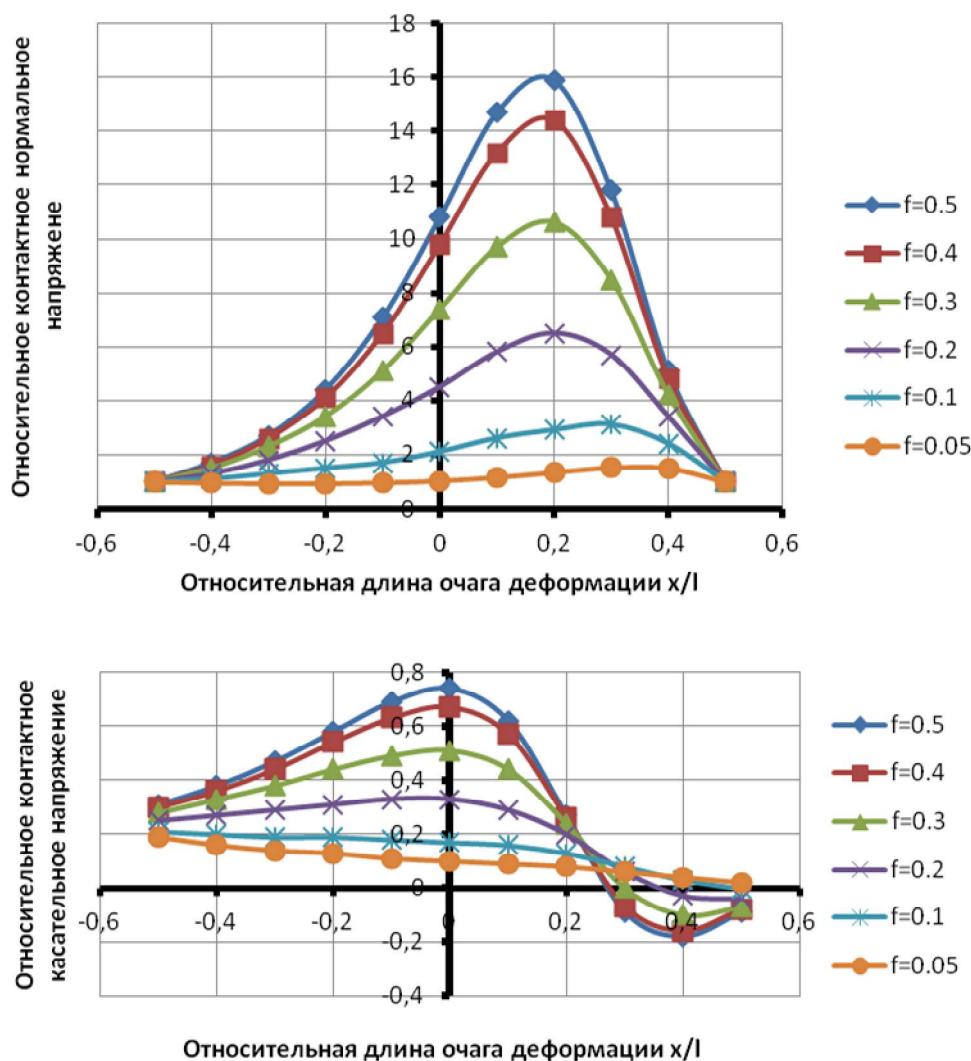 18
16
14
12
10
8
6
4
2
0
Относительное контактное нормальное
напряжене
-0,6 -0,4 -0,2 0 0,2 0,4 0,6
Относительная длина очага деформации x/l
f=0.5
f=0.4
f=0.3
f=0.2
f=0.1
f=0.05
0,8
0,6
0,4
0,2
0
-0,2
-0,4
Относительное контактное
касательное напряжение
-0,6 -0,4 -0,2 0 0,2 0,4 0,6
Относительная длина очага деформации x/l
f=0.5
f=0.4
f=0.3
f=0.2
f=0.1
f=0.05